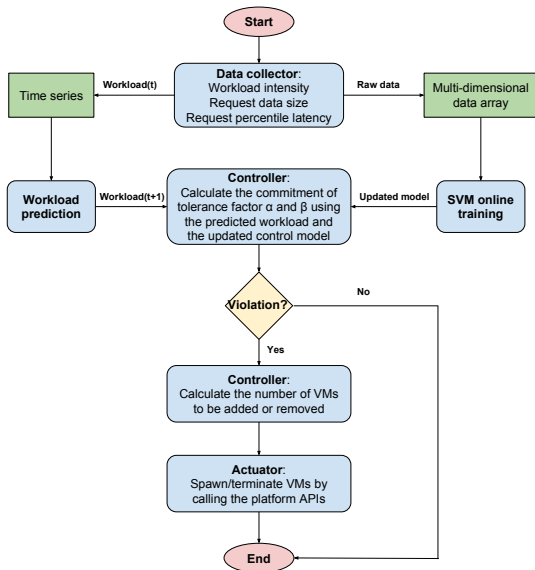 Start
Data collector:
Workload intensity
Request data size
Request percentile latency
Workload(t)
Raw data
Time series
Multi-dimensional
data array
Workload
prediction
Workload(t+1)
Controller:
Calculate the commitment of
tolerance factor α and β using
the predicted workload and
the updated control model
Updated model
SVM online
training
Violation?
No
Yes
Controller:
Calculate the number of VMs
to be added or removed
Actuator:
Spawn/terminate VMs by
calling the platform APIs
End